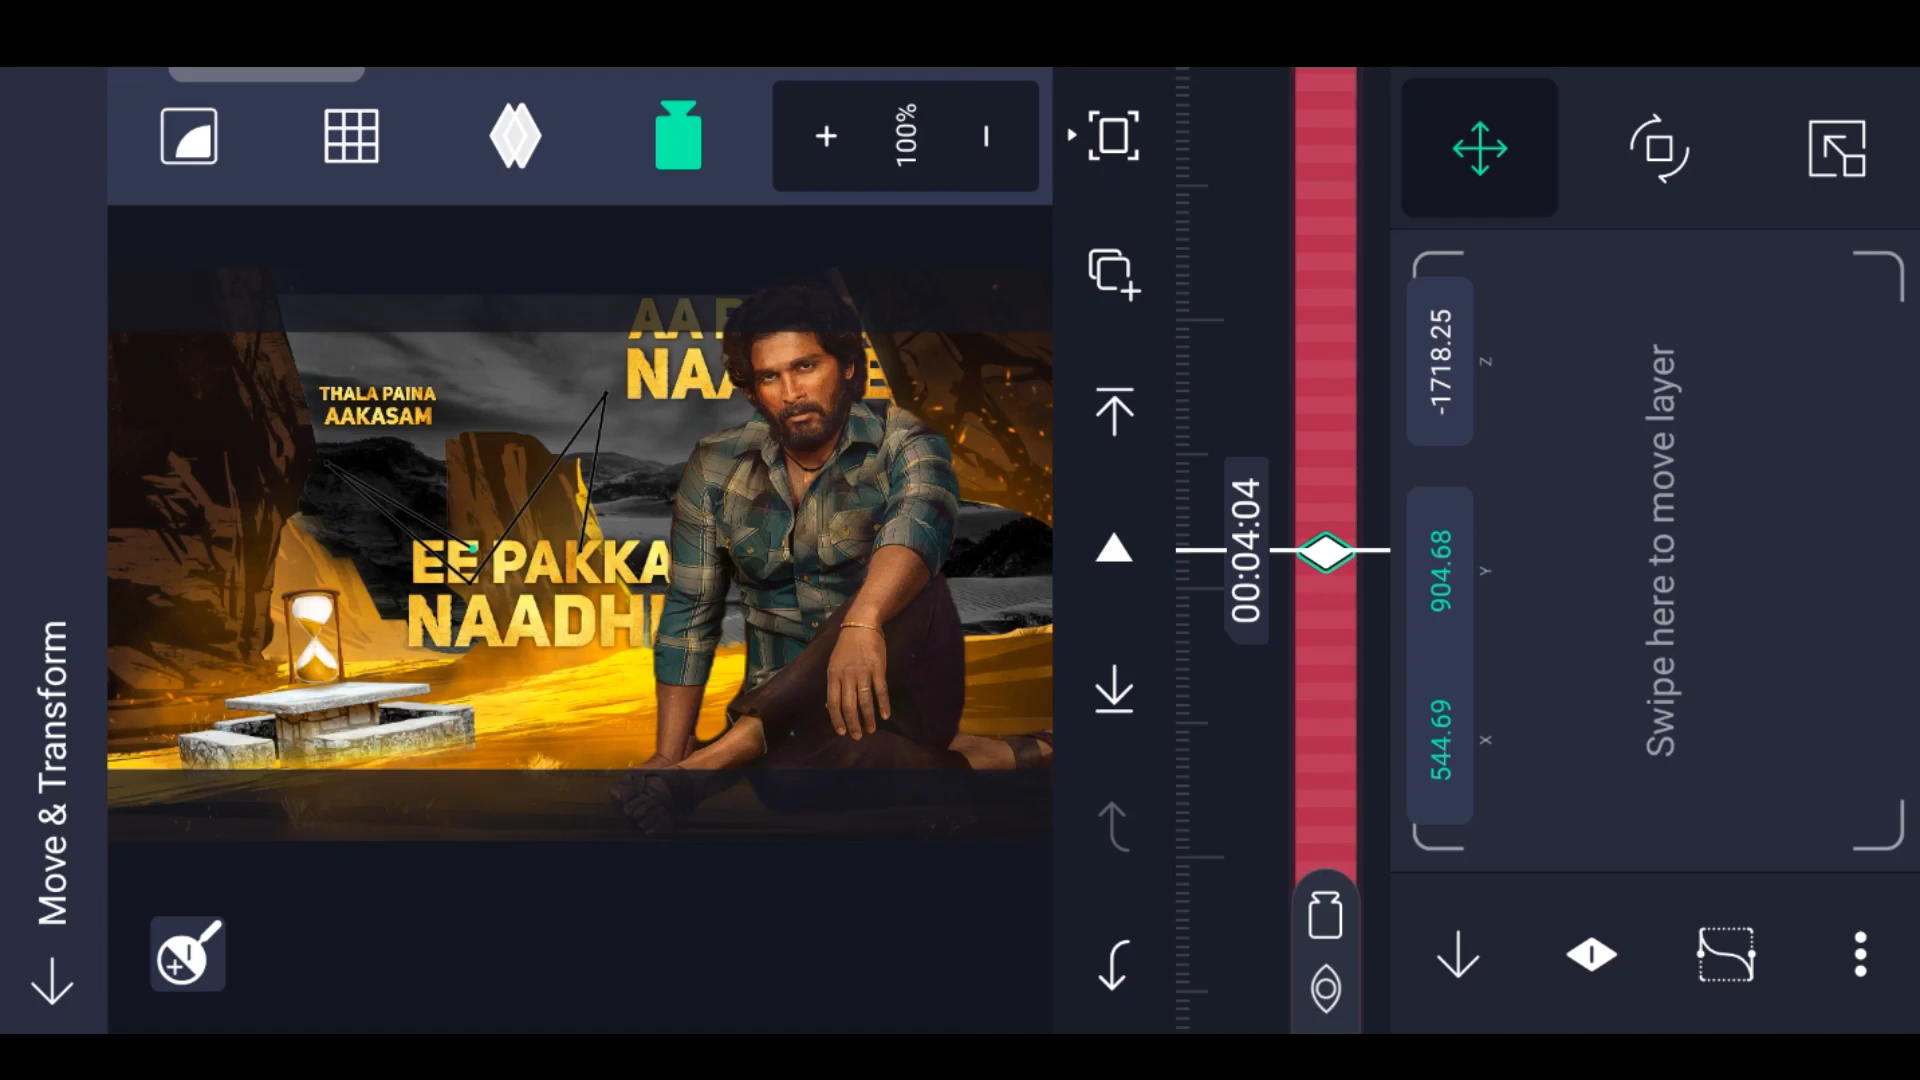 Move & Transform
+ 100% −
AA
NAA
THALA PAINA
AAKASAM
EE PAKKA
NAADHI
00:04:04
-1718.25
Z
904.68
Y
544.69
X
Swipe here to move layer